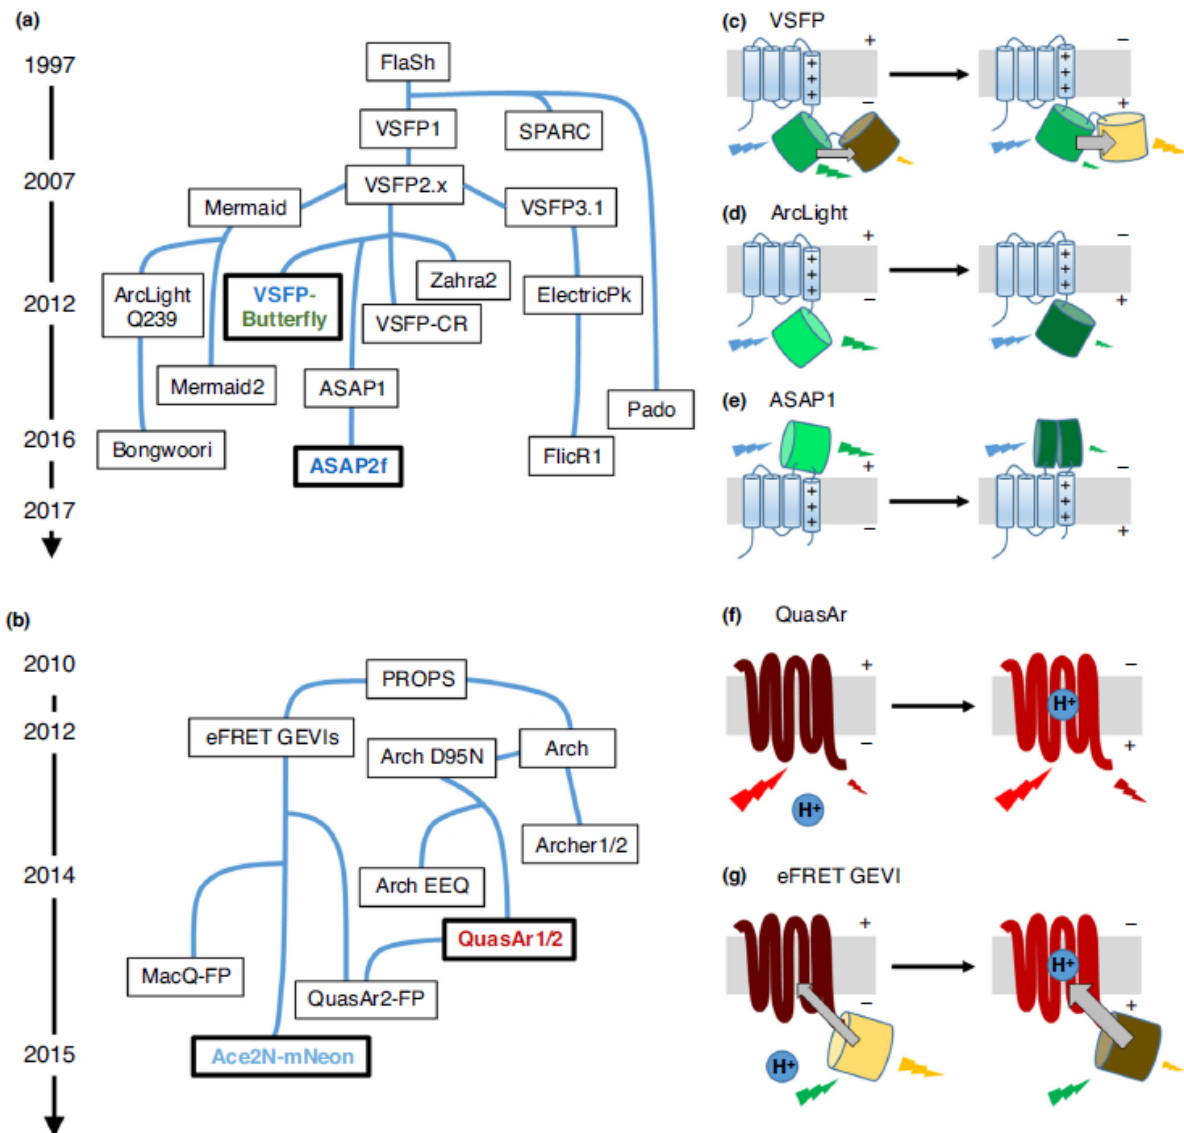 (a)
1997
2007
2012
2016
2017
FlaSh
VSFP1
SPARC
VSFP2.x
Mermaid
VSFP3.1
ArcLight
Q239
VSFP-
Butterfly
Zahra2
VSFP-CR
ElectricPk
Mermaid2
ASAP1
Pado
Bongwoori
ASAP2f
FlicR1
(b)
2010
2012
2014
2015
PROPS
eFRET GEVIs
Arch D95N
Arch
Archer1/2
Arch EEQ
QuasAr1/2
MacQ-FP
QuasAr2-FP
Ace2N-mNeon
(c) VSFP
+
−
+
+
+
−
+
+
+
+
(d) ArcLight
+
−
+
+
+
−
+
+
+
+
(e) ASAP1
+
−
+
+
+
−
+
+
+
+
(f) QuasAr
+
−
H+
−
+
H+
(g) eFRET GEVI
+
−
H+
−
+
H+